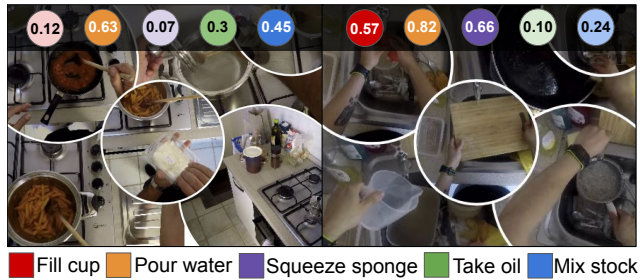 0.12 0.63 0.07 0.3 0.45 0.57 0.82 0.66 0.10 0.24
Fill cup Pour water Squeeze sponge Take oil Mix stock